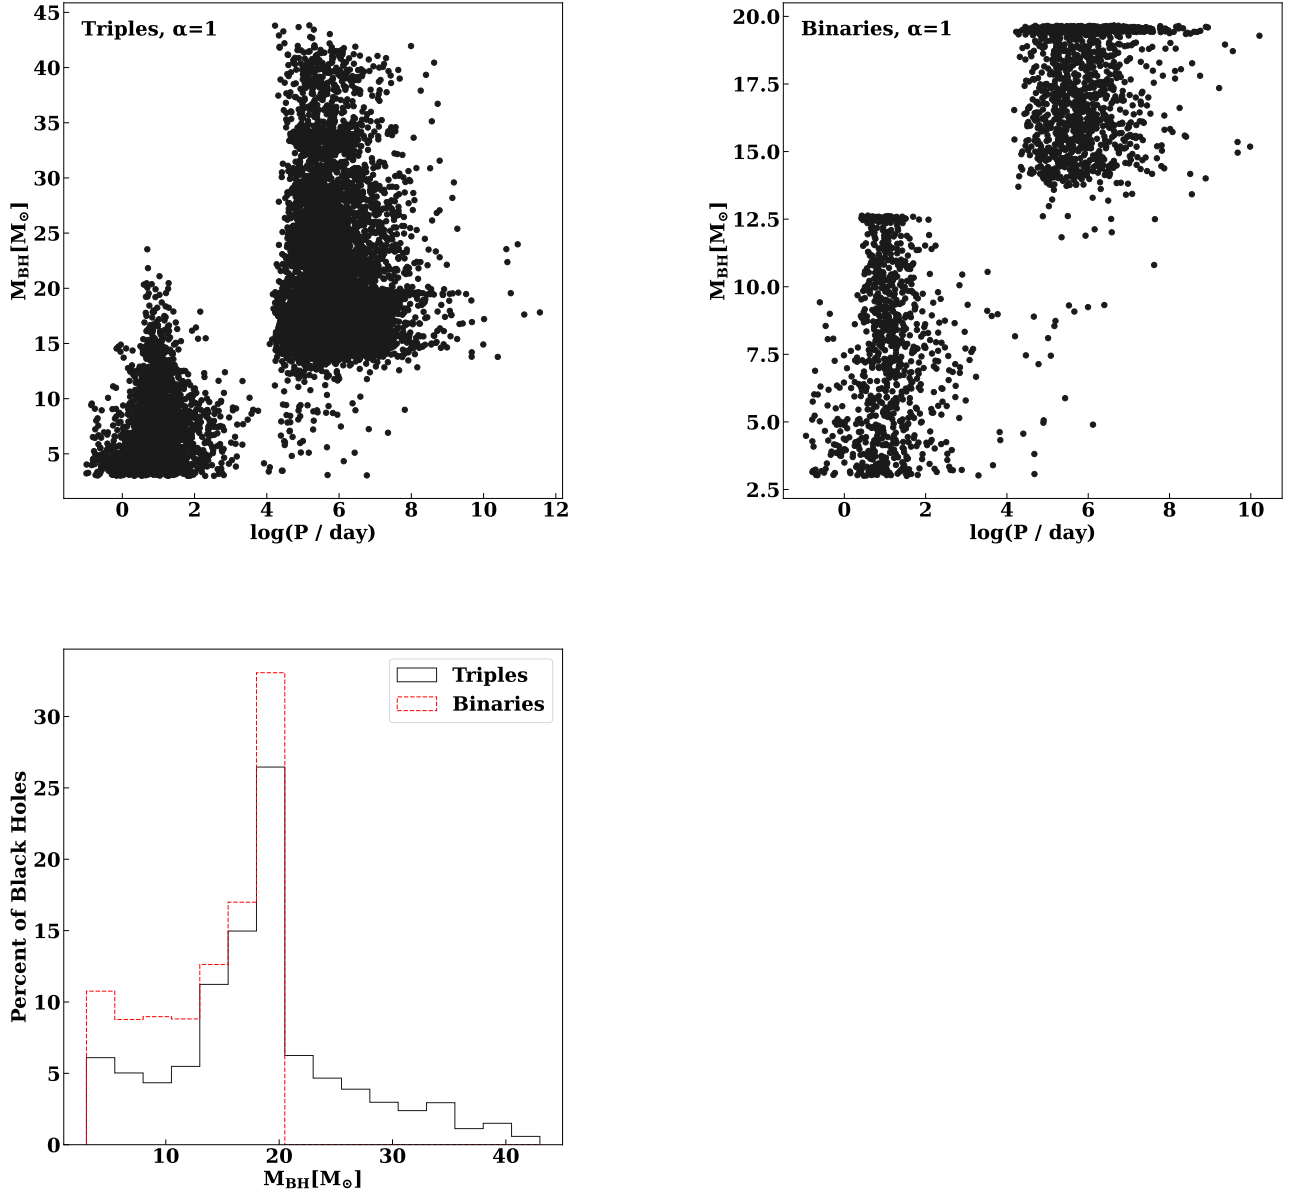 Triples, α=1
45
40
35
30
25
20
15
10
5
M_BH[M_⊙]
0 2 4 6 8 10 12
log(P / day)
Binaries, α=1
20.0
17.5
15.0
12.5
10.0
7.5
5.0
2.5
M_BH[M_⊙]
0 2 4 6 8 10
log(P / day)
Triples
Binaries
30
25
20
15
10
5
0
Percent of Black Holes
10 20 30 40
M_BH[M_⊙]